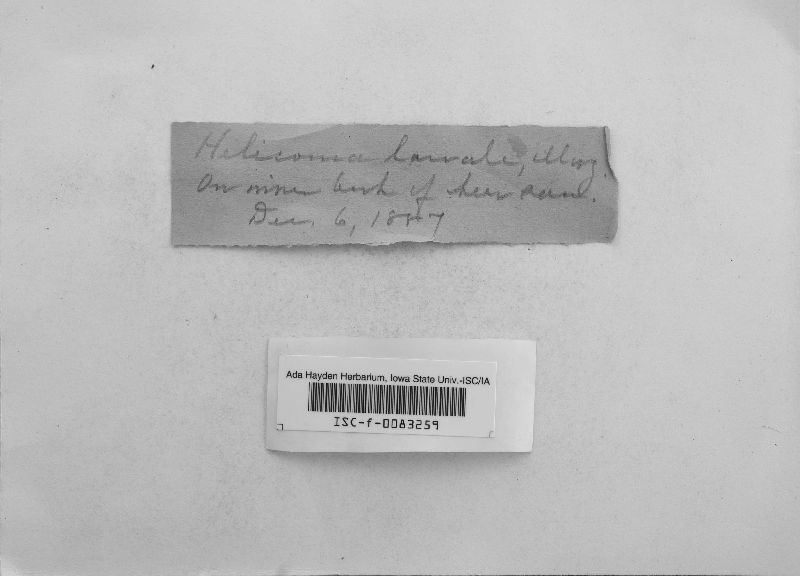 Helicoma larvale, Morg.
On inner bark of
Dec. 6, 1887
Ada Hayden Herbarium, Iowa State Univ.-ISC/IA
ISC-f-0083259